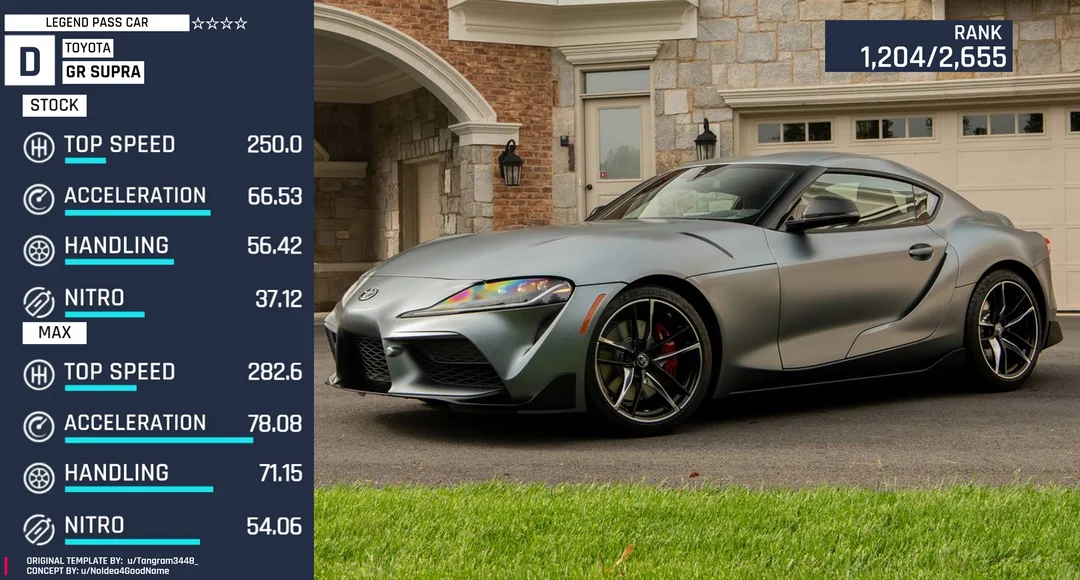 LEGEND PASS CAR ☆☆☆☆
D
TOYOTA
GR SUPRA
STOCK
TOP SPEED 250.0
ACCELERATION 66.53
HANDLING 56.42
NITRO 37.12
MAX
TOP SPEED 282.6
ACCELERATION 78.08
HANDLING 71.15
NITRO 54.06
ORIGINAL TEMPLATE BY: u/Tangram3448_
CONCEPT BY: u/NoIdea4GoodName
RANK
1,204/2,655